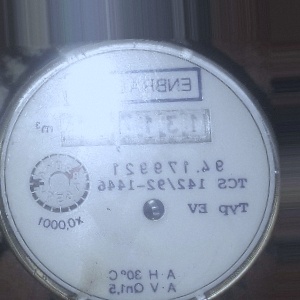 ENBRA
m³
94.179921
TCS 142/92-1446
Typ EV
x0,0001
A·H 30°C
A·V Qn1,5